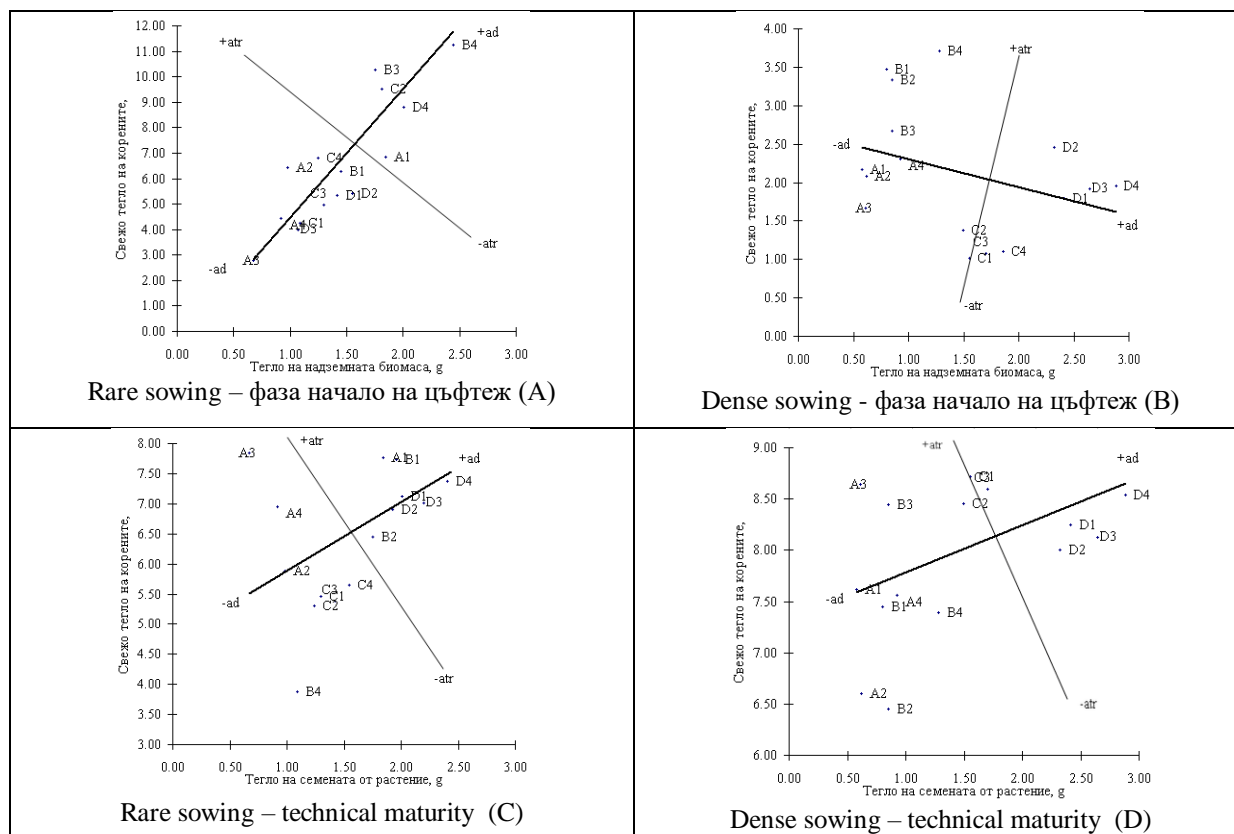 12.00
11.00
10.00
9.00
8.00
7.00
6.00
5.00
4.00
3.00
2.00
1.00
0.00
Свежо тегло на корените,
+atr
+ad
B4
B3
C2
D4
C4
A1
A2
B1
C3
D1
D2
C1
D3
A3
-ad
-atr
0.00 0.50 1.00 1.50 2.00 2.50 3.00
Тегло на надземната биомаса, g
Rare sowing – фаза начало на цъфтеж (A)
4.00
3.50
3.00
2.50
2.00
1.50
1.00
0.50
0.00
Свежо тегло на корените,
B4
+atr
B1
B2
B3
D2
-ad
A4
A1
A2
D3
D4
D1
A3
+ad
C2
C3
C4
C1
-atr
0.00 0.50 1.00 1.50 2.00 2.50 3.00
Тегло на надземната биомаса, g
Dense sowing - фаза начало на цъфтеж (B)
8.00
7.00
6.00
5.00
4.00
3.00
Свежо тегло на корените,
+atr
A3
A1
B1
+ad
D4
D1
D3
D2
A4
B2
A2
C3
C4
C1
C2
-ad
-atr
B4
0.00 0.50 1.00 1.50 2.00 2.50 3.00
Тегло на семената от растение, g
Rare sowing – technical maturity (C)
9.00
8.50
8.00
7.50
7.00
6.50
6.00
Свежо тегло на корените,
+atr
+ad
C3
C1
A3
B3
C2
D4
D1
D3
D2
A1
-ad
B1
A4
B4
A2
B2
-atr
0.00 0.50 1.00 1.50 2.00 2.50 3.00
Тегло на семената от растение, g
Dense sowing – technical maturity (D)